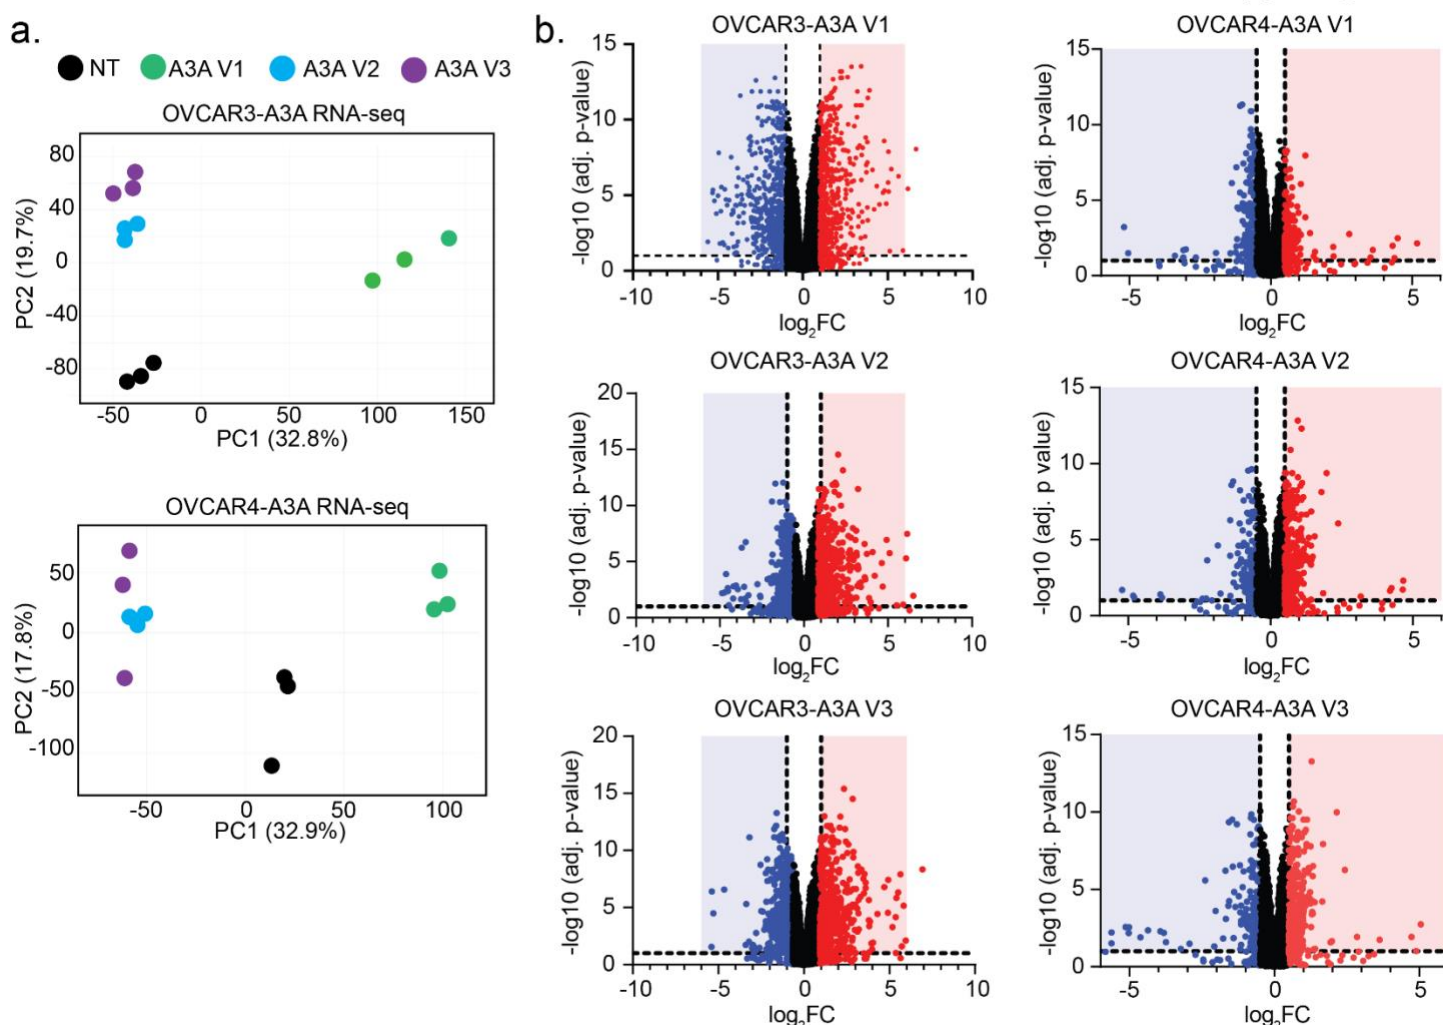 a.
NT A3A V1 A3A V2 A3A V3
OVCAR3-A3A RNA-seq
80
40
0
-40
-80
PC2 (19.7%)
-50 0 50 100 150
PC1 (32.8%)
OVCAR4-A3A RNA-seq
50
0
-50
-100
PC2 (17.8%)
-50 0 50 100
PC1 (32.9%)
b.
OVCAR3-A3A V1
15
10
5
0
-log10 (adj. p-value)
-10 -5 0 5 10
log₂FC
OVCAR4-A3A V1
15
10
5
0
-log10 (adj. p-value)
-5 0 5
log₂FC
OVCAR3-A3A V2
20
15
10
5
0
-log10 (adj. p-value)
-10 -5 0 5 10
log₂FC
OVCAR4-A3A V2
15
10
5
0
-log10 (adj. p value)
-5 0 5
log₂FC
OVCAR3-A3A V3
20
15
10
5
0
-log10 (adj. p-value)
-10 -5 0 5 10
log₂FC
OVCAR4-A3A V3
15
10
5
0
-log10 (adj. p-value)
-5 0 5
log₂FC